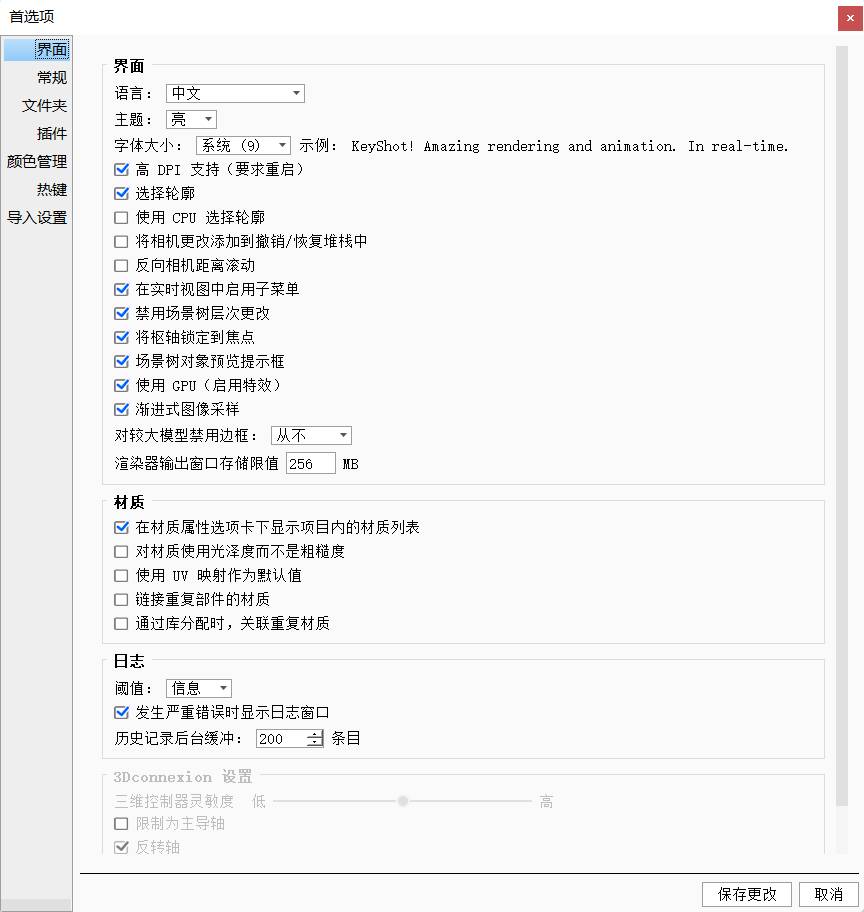 首选项
界面
常规
文件夹
插件
颜色管理
热键
导入设置
界面
语言： 中文
主题： 亮
字体大小： 系统 (9) 示例： KeyShot! Amazing rendering and animation. In real-time.
高 DPI 支持（要求重启）
选择轮廓
使用 CPU 选择轮廓
将相机更改添加到撤销/恢复堆栈中
反向相机距离滚动
在实时视图中启用子菜单
禁用场景树层次更改
将枢轴锁定到焦点
场景树对象预览提示框
使用 GPU（启用特效）
渐进式图像采样
对较大模型禁用边框： 从不
渲染器输出窗口存储限值 256 MB
材质
在材质属性选项卡下显示项目内的材质列表
对材质使用光泽度而不是粗糙度
使用 UV 映射作为默认值
链接重复部件的材质
通过库分配时，关联重复材质
日志
阈值： 信息
发生严重错误时显示日志窗口
历史记录后台缓冲： 200 条目
3Dconnexion 设置
三维控制器灵敏度 低 高
限制为主导轴
反转轴
保存更改 取消